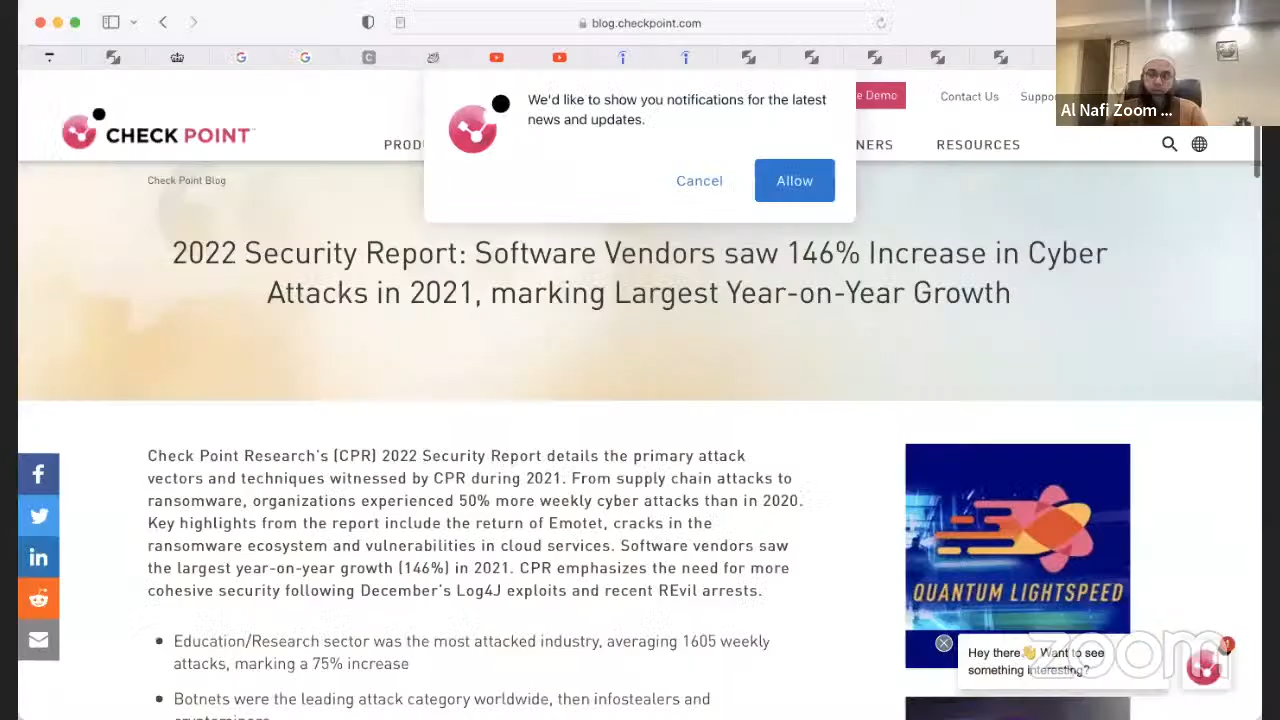 blog.checkpoint.com
Al Nafi Zoom ...
We'd like to show you notifications for the latest
news and updates.
Cancel
Allow
e Demo
Contact Us
Suppo
CHECK POINT
PROD
NERS
RESOURCES
Check Point Blog
2022 Security Report: Software Vendors saw 146% Increase in Cyber
Attacks in 2021, marking Largest Year-on-Year Growth
Check Point Research's (CPR) 2022 Security Report details the primary attack
vectors and techniques witnessed by CPR during 2021. From supply chain attacks to
ransomware, organizations experienced 50% more weekly cyber attacks than in 2020.
Key highlights from the report include the return of Emotet, cracks in the
ransomware ecosystem and vulnerabilities in cloud services. Software vendors saw
the largest year-on-year growth (146%) in 2021. CPR emphasizes the need for more
cohesive security following December's Log4J exploits and recent REvil arrests.
Education/Research sector was the most attacked industry, averaging 1605 weekly
attacks, marking a 75% increase
Botnets were the leading attack category worldwide, then infostealers and
QUANTUM LIGHTSPEED
Hey there👋 Want to see
something interesting?
1
zoom